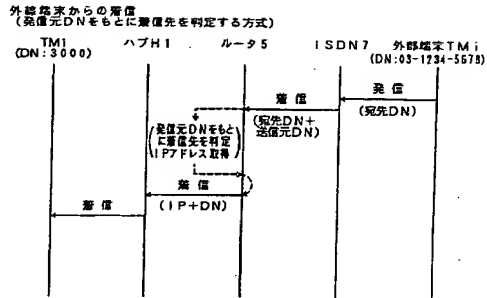 外部端末からの着信
(発信元DNをもとに着信先を判定する方式)
TM1 ハブH1 ルータ5 ISDN7 外部端末TMi
(DN:3000) (DN:03-1234-5678)
発信
(宛先DN)
着信
(宛先DN+
送信元DN)
発信元DNをもと
に着信先を判定
IPアドレス取得
着信
(IP+DN)
着信